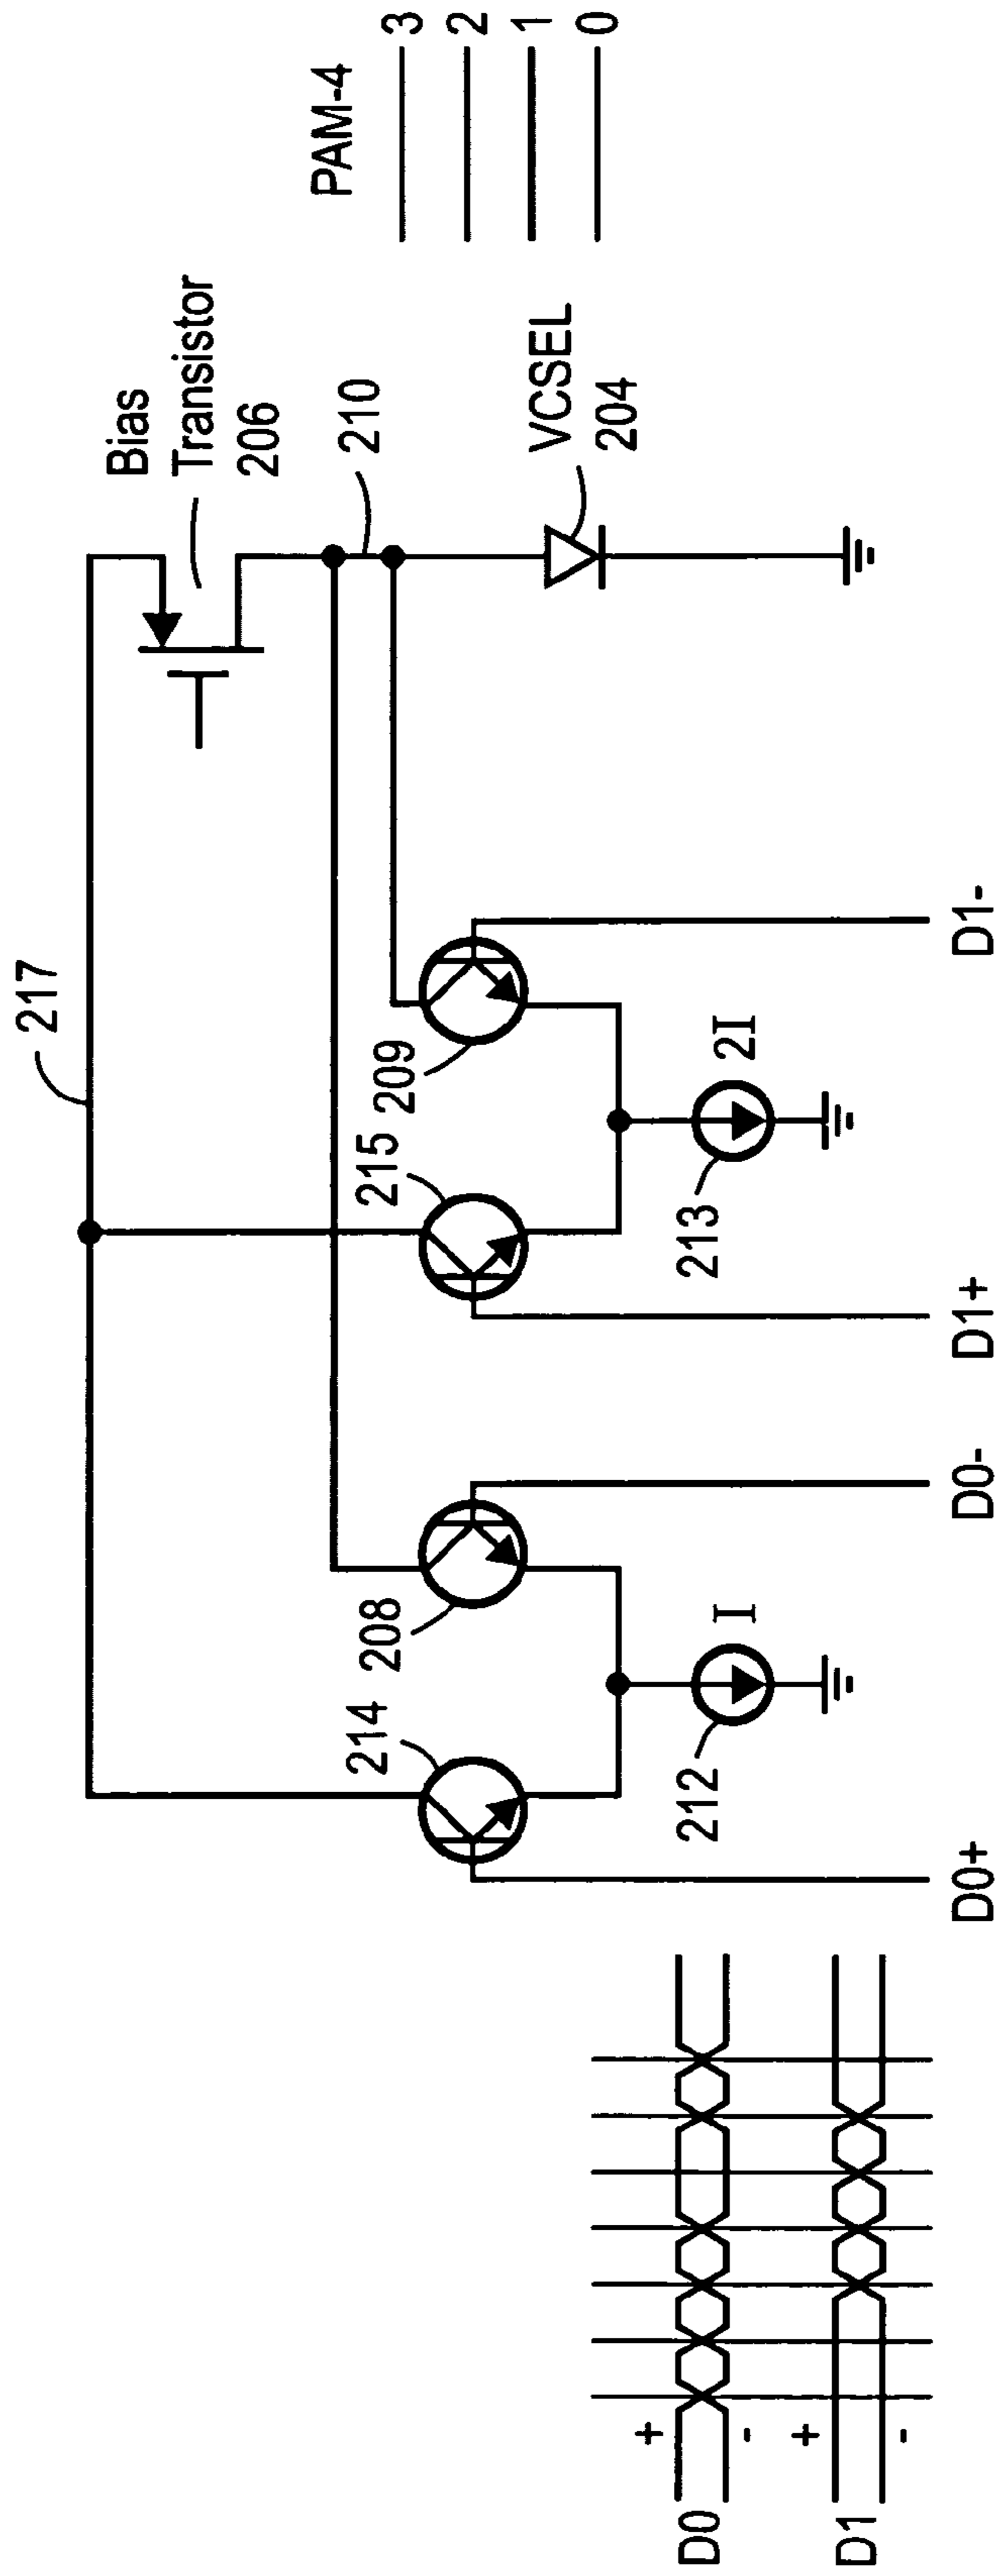 217
Bias
Transistor
206
PAM-4
3
2
1
0
210
VCSEL
204
214
208
215
209
212
I
213
2I
D0
+
-
D1
+
-
D0+
D0-
D1+
D1-